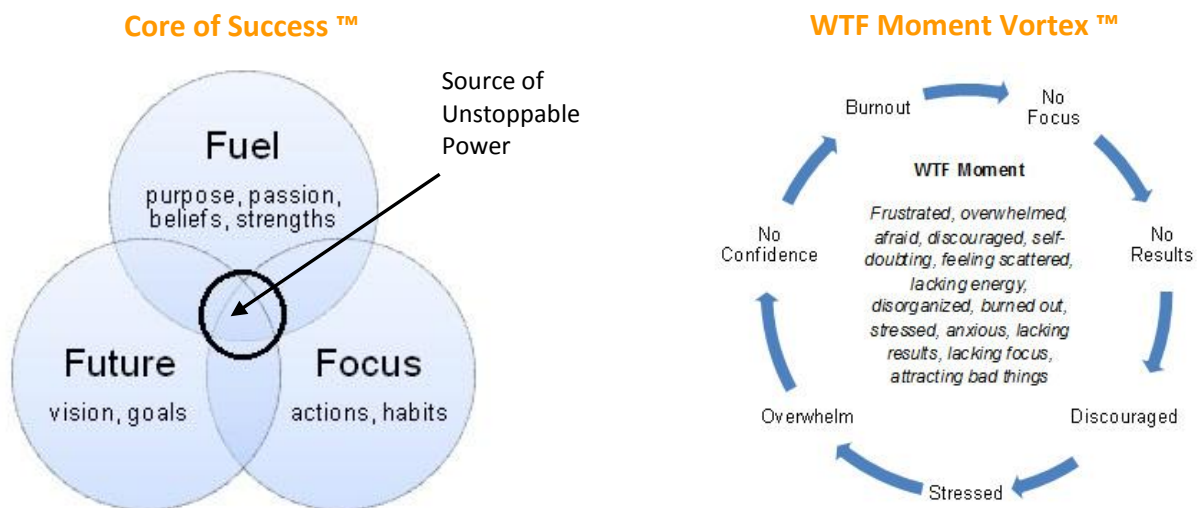 Core of Success ™
Source of
Unstoppable
Power
Fuel
purpose, passion,
beliefs, strengths
Future
vision, goals
Focus
actions, habits
WTF Moment Vortex ™
Burnout
No
Focus
No
Results
Discouraged
Stressed
Overwhelm
No
Confidence
WTF Moment
Frustrated, overwhelmed,
afraid, discouraged, self-
doubting, feeling scattered,
lacking energy,
disorganized, burned out,
stressed, anxious, lacking
results, lacking focus,
attracting bad things